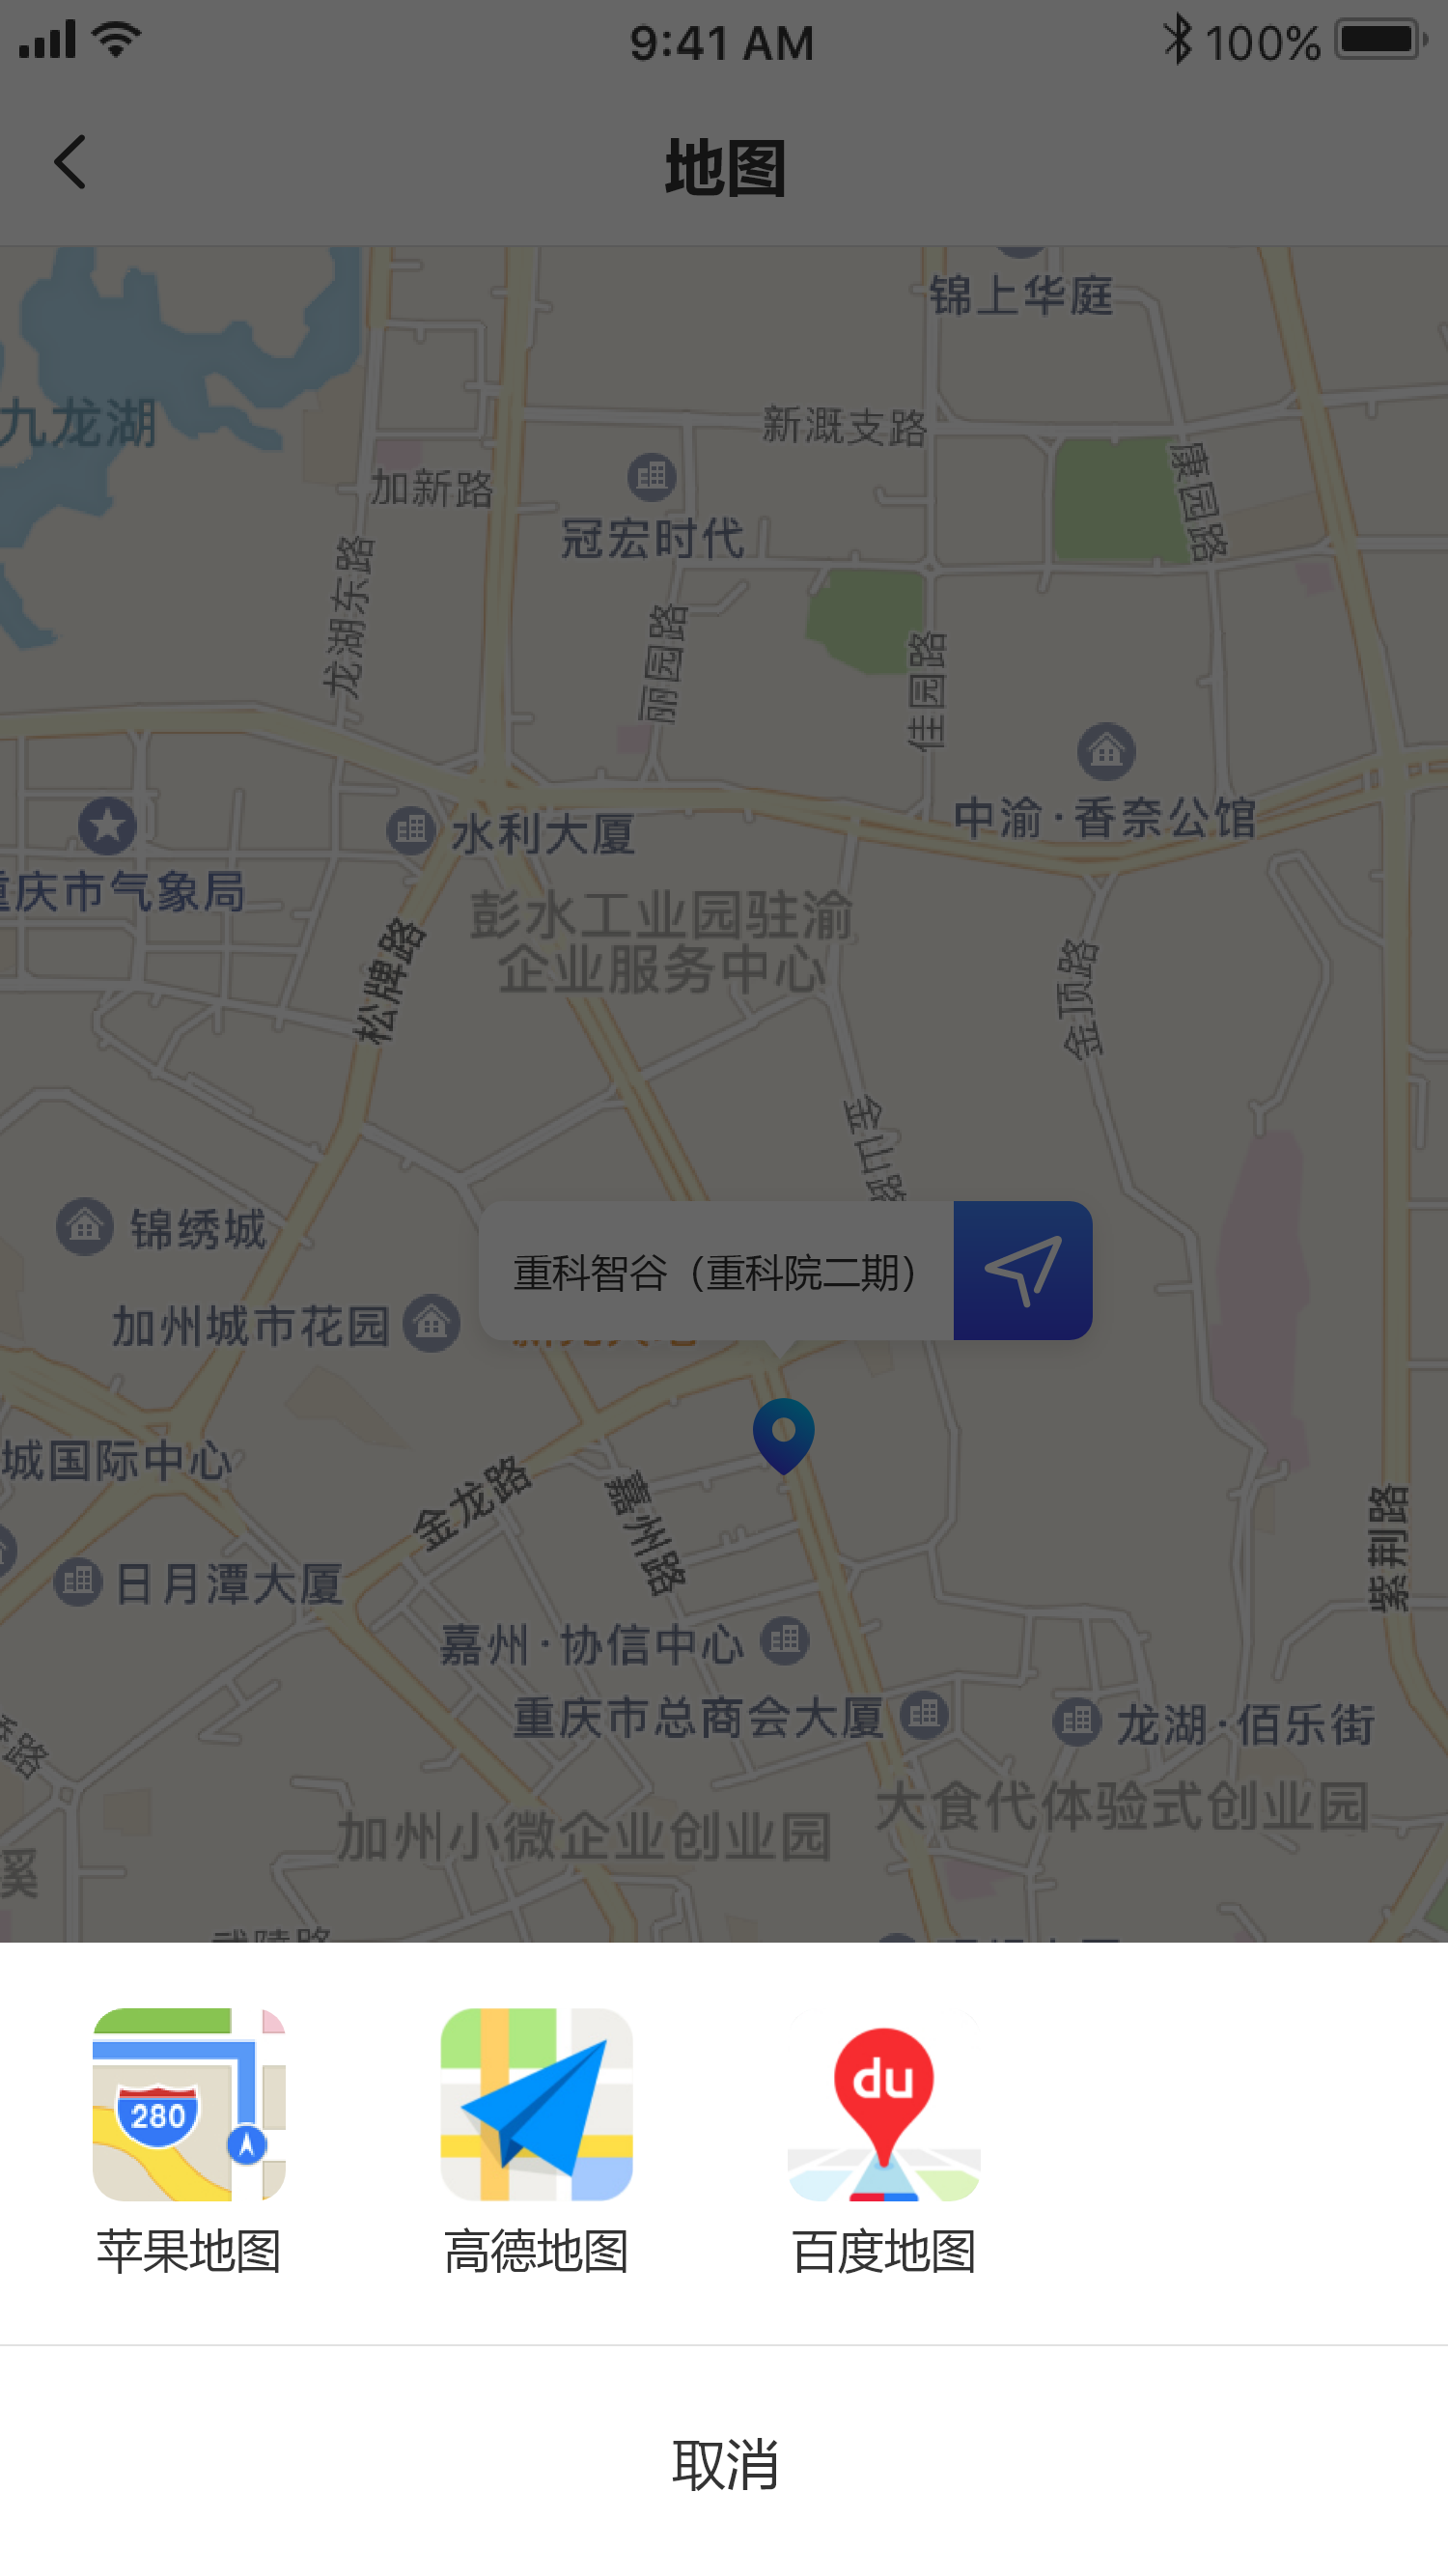 9:41 AM
100%
地图
锦上华庭
九龙湖
新溉支路
康园路
加新路
冠宏时代
龙湖东路
丽园路
佳园路
中渝·香奈公馆
水利大厦
重庆市气象局
彭水工业园驻渝
企业服务中心
松牌路
金顶路
金山路
锦绣城
重科智谷（重科院二期）
加州城市花园
城国际中心
金龙路
嘉州路
紫荆路
日月潭大厦
嘉州·协信中心
重庆市总商会大厦
龙湖·佰乐街
大食代体验式创业园
加州小微企业创业园
溪
280
du
苹果地图
高德地图
百度地图
取消